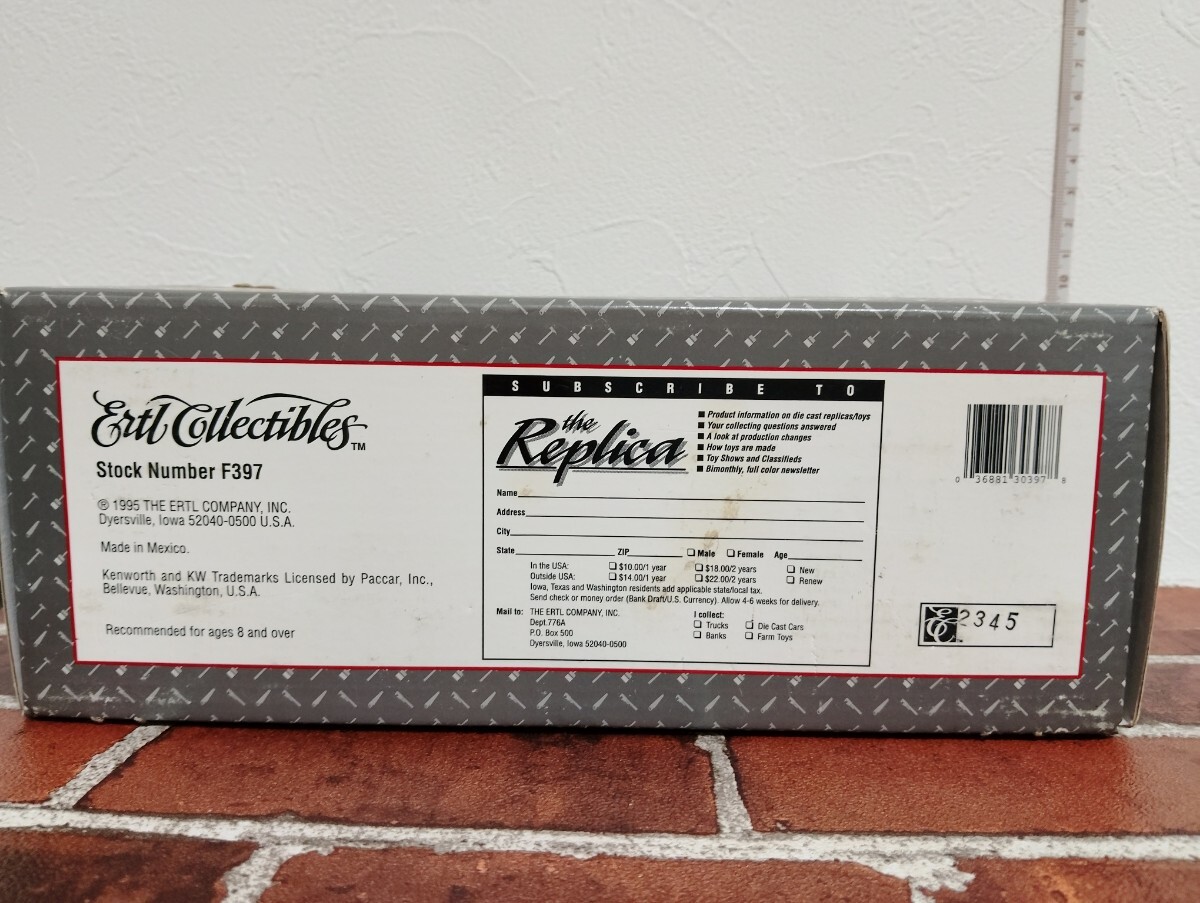 Ertl Collectibles™
Stock Number F397
® 1995 THE ERTL COMPANY, INC.
Dyersville, Iowa 52040-0500 U.S.A.
Made in Mexico.
Kenworth and KW Trademarks Licensed by Paccar, Inc.,
Bellevue, Washington, U.S.A.
Recommended for ages 8 and over
SUBSCRIBE TO
the
Replica
■ Product information on die cast replicas/toys
■ Your collecting questions answered
■ A look at production changes
■ How toys are made
■ Toy Shows and Classifieds
■ Bimonthly, full color newsletter
Name
Address
City
State ZIP ❑ Male ❑ Female Age
In the USA: ❑ $10.00/1 year ❑ $18.00/2 years ❑ New
Outside USA: ❑ $14.00/1 year ❑ $22.00/2 years ❑ Renew
Iowa, Texas and Washington residents add applicable state/local tax.
Send check or money order (Bank Draft/U.S. Currency). Allow 4-6 weeks for delivery.
Mail to: THE ERTL COMPANY, INC.
Dept.776A
P.O. Box 500
Dyersville, Iowa 52040-0500
I collect:
❑ Trucks ❑ Die Cast Cars
❑ Banks ❑ Farm Toys
0 36881 30397 8
EC 2345
7
8
9
10